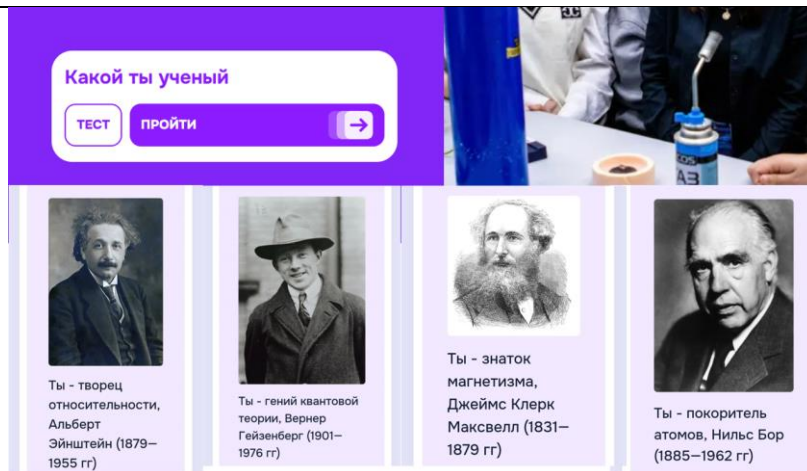 Какой ты ученый
ТЕСТ
ПРОЙТИ
Ты - творец
относительности,
Альберт
Эйнштейн (1879—
1955 гг)
Ты - гений квантовой
теории, Вернер
Гейзенберг (1901—
1976 гг)
Ты - знаток
магнетизма,
Джеймс Клерк
Максвелл (1831—
1879 гг)
Ты - покоритель
атомов, Нильс Бор
(1885—1962 гг)